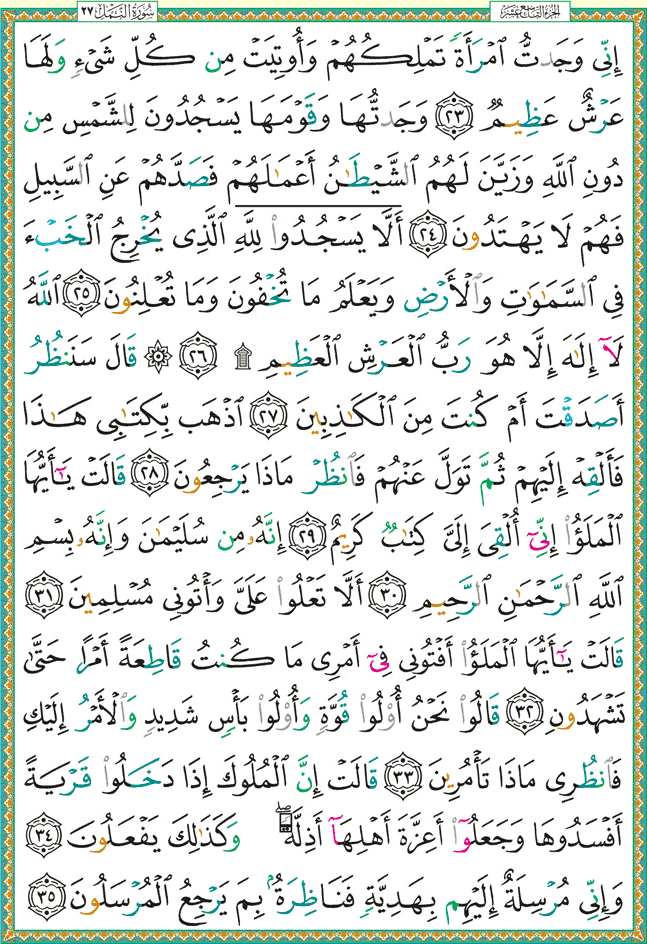 سُورَةُ النَّمْلِ ٢٧
الجزء التاسع عشر
إِنِّي وَجَدتُّ ٱمْرَأَةً تَمْلِكُهُمْ وَأُوتِيَتْ مِن كُلِّ شَىْءٍ وَلَهَا
عَرْشٌ عَظِيمٌ ٢٣ وَجَدتُّهَا وَقَوْمَهَا يَسْجُدُونَ لِلشَّمْسِ مِن
دُونِ ٱللَّهِ وَزَيَّنَ لَهُمُ ٱلشَّيْطَٰنُ أَعْمَٰلَهُمْ فَصَدَّهُمْ عَنِ ٱلسَّبِيلِ
فَهُمْ لَا يَهْتَدُونَ ٢٤ أَلَّا يَسْجُدُوا۟ لِلَّهِ ٱلَّذِى يُخْرِجُ ٱلْخَبْءَ
فِى ٱلسَّمَٰوَٰتِ وَٱلْأَرْضِ وَيَعْلَمُ مَا تُخْفُونَ وَمَا تُعْلِنُونَ ٢٥ ٱللَّهُ
لَآ إِلَٰهَ إِلَّا هُوَ رَبُّ ٱلْعَرْشِ ٱلْعَظِيمِ ۩ ٢٦ ۞ قَالَ سَنَنظُرُ
أَصَدَقْتَ أَمْ كُنتَ مِنَ ٱلْكَٰذِبِينَ ٢٧ ٱذْهَب بِّكِتَٰبِى هَٰذَا
فَأَلْقِهْ إِلَيْهِمْ ثُمَّ تَوَلَّ عَنْهُمْ فَٱنظُرْ مَاذَا يَرْجِعُونَ ٢٨ قَالَتْ يَٰٓأَيُّهَا
ٱلْمَلَؤُا۟ إِنِّىٓ أُلْقِىَ إِلَىَّ كِتَٰبٌ كَرِيمٌ ٢٩ إِنَّهُۥ مِن سُلَيْمَٰنَ وَإِنَّهُۥ بِسْمِ
ٱللَّهِ ٱلرَّحْمَٰنِ ٱلرَّحِيمِ ٣٠ أَلَّا تَعْلُوا۟ عَلَىَّ وَأْتُونِى مُسْلِمِينَ ٣١
قَالَتْ يَٰٓأَيُّهَا ٱلْمَلَؤُا۟ أَفْتُونِى فِىٓ أَمْرِى مَا كُنتُ قَاطِعَةً أَمْرًا حَتَّىٰ
تَشْهَدُونِ ٣٢ قَالُوا۟ نَحْنُ أُو۟لُوا۟ قُوَّةٍ وَأُو۟لُوا۟ بَأْسٍ شَدِيدٍ وَٱلْأَمْرُ إِلَيْكِ
فَٱنظُرِى مَاذَا تَأْمُرِينَ ٣٣ قَالَتْ إِنَّ ٱلْمُلُوكَ إِذَا دَخَلُوا۟ قَرْيَةً
أَفْسَدُوهَا وَجَعَلُوٓا۟ أَعِزَّةَ أَهْلِهَآ أَذِلَّةً ۖ وَكَذَٰلِكَ يَفْعَلُونَ ٣٤
وَإِنِّى مُرْسِلَةٌ إِلَيْهِم بِهَدِيَّةٍ فَنَاظِرَةٌۢ بِمَ يَرْجِعُ ٱلْمُرْسَلُونَ ٣٥